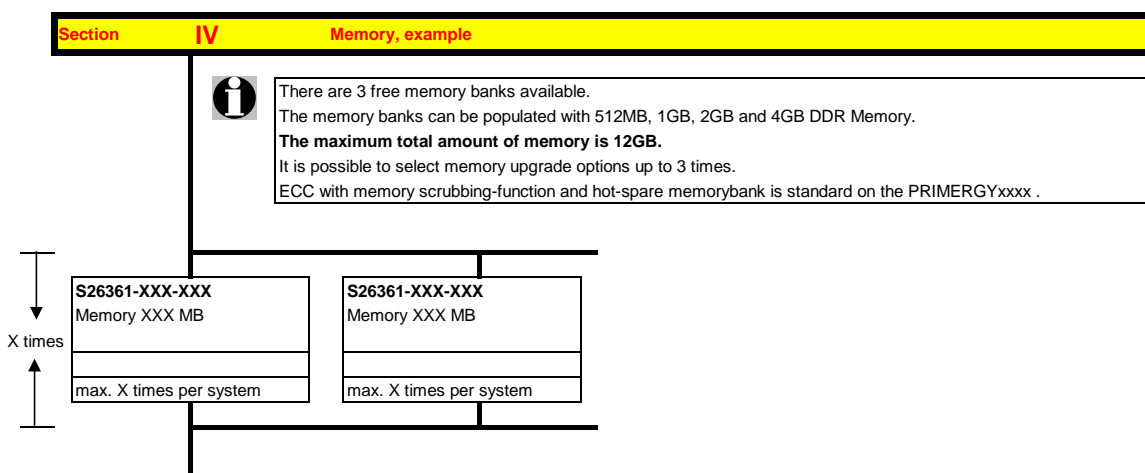 Section IV Memory, example
There are 3 free memory banks available.
The memory banks can be populated with 512MB, 1GB, 2GB and 4GB DDR Memory.
The maximum total amount of memory is 12GB.
It is possible to select memory upgrade options up to 3 times.
ECC with memory scrubbing-function and hot-spare memorybank is standard on the PRIMERGYxxxx .
S26361-XXX-XXX
Memory XXX MB
max. X times per system
S26361-XXX-XXX
Memory XXX MB
max. X times per system
X times